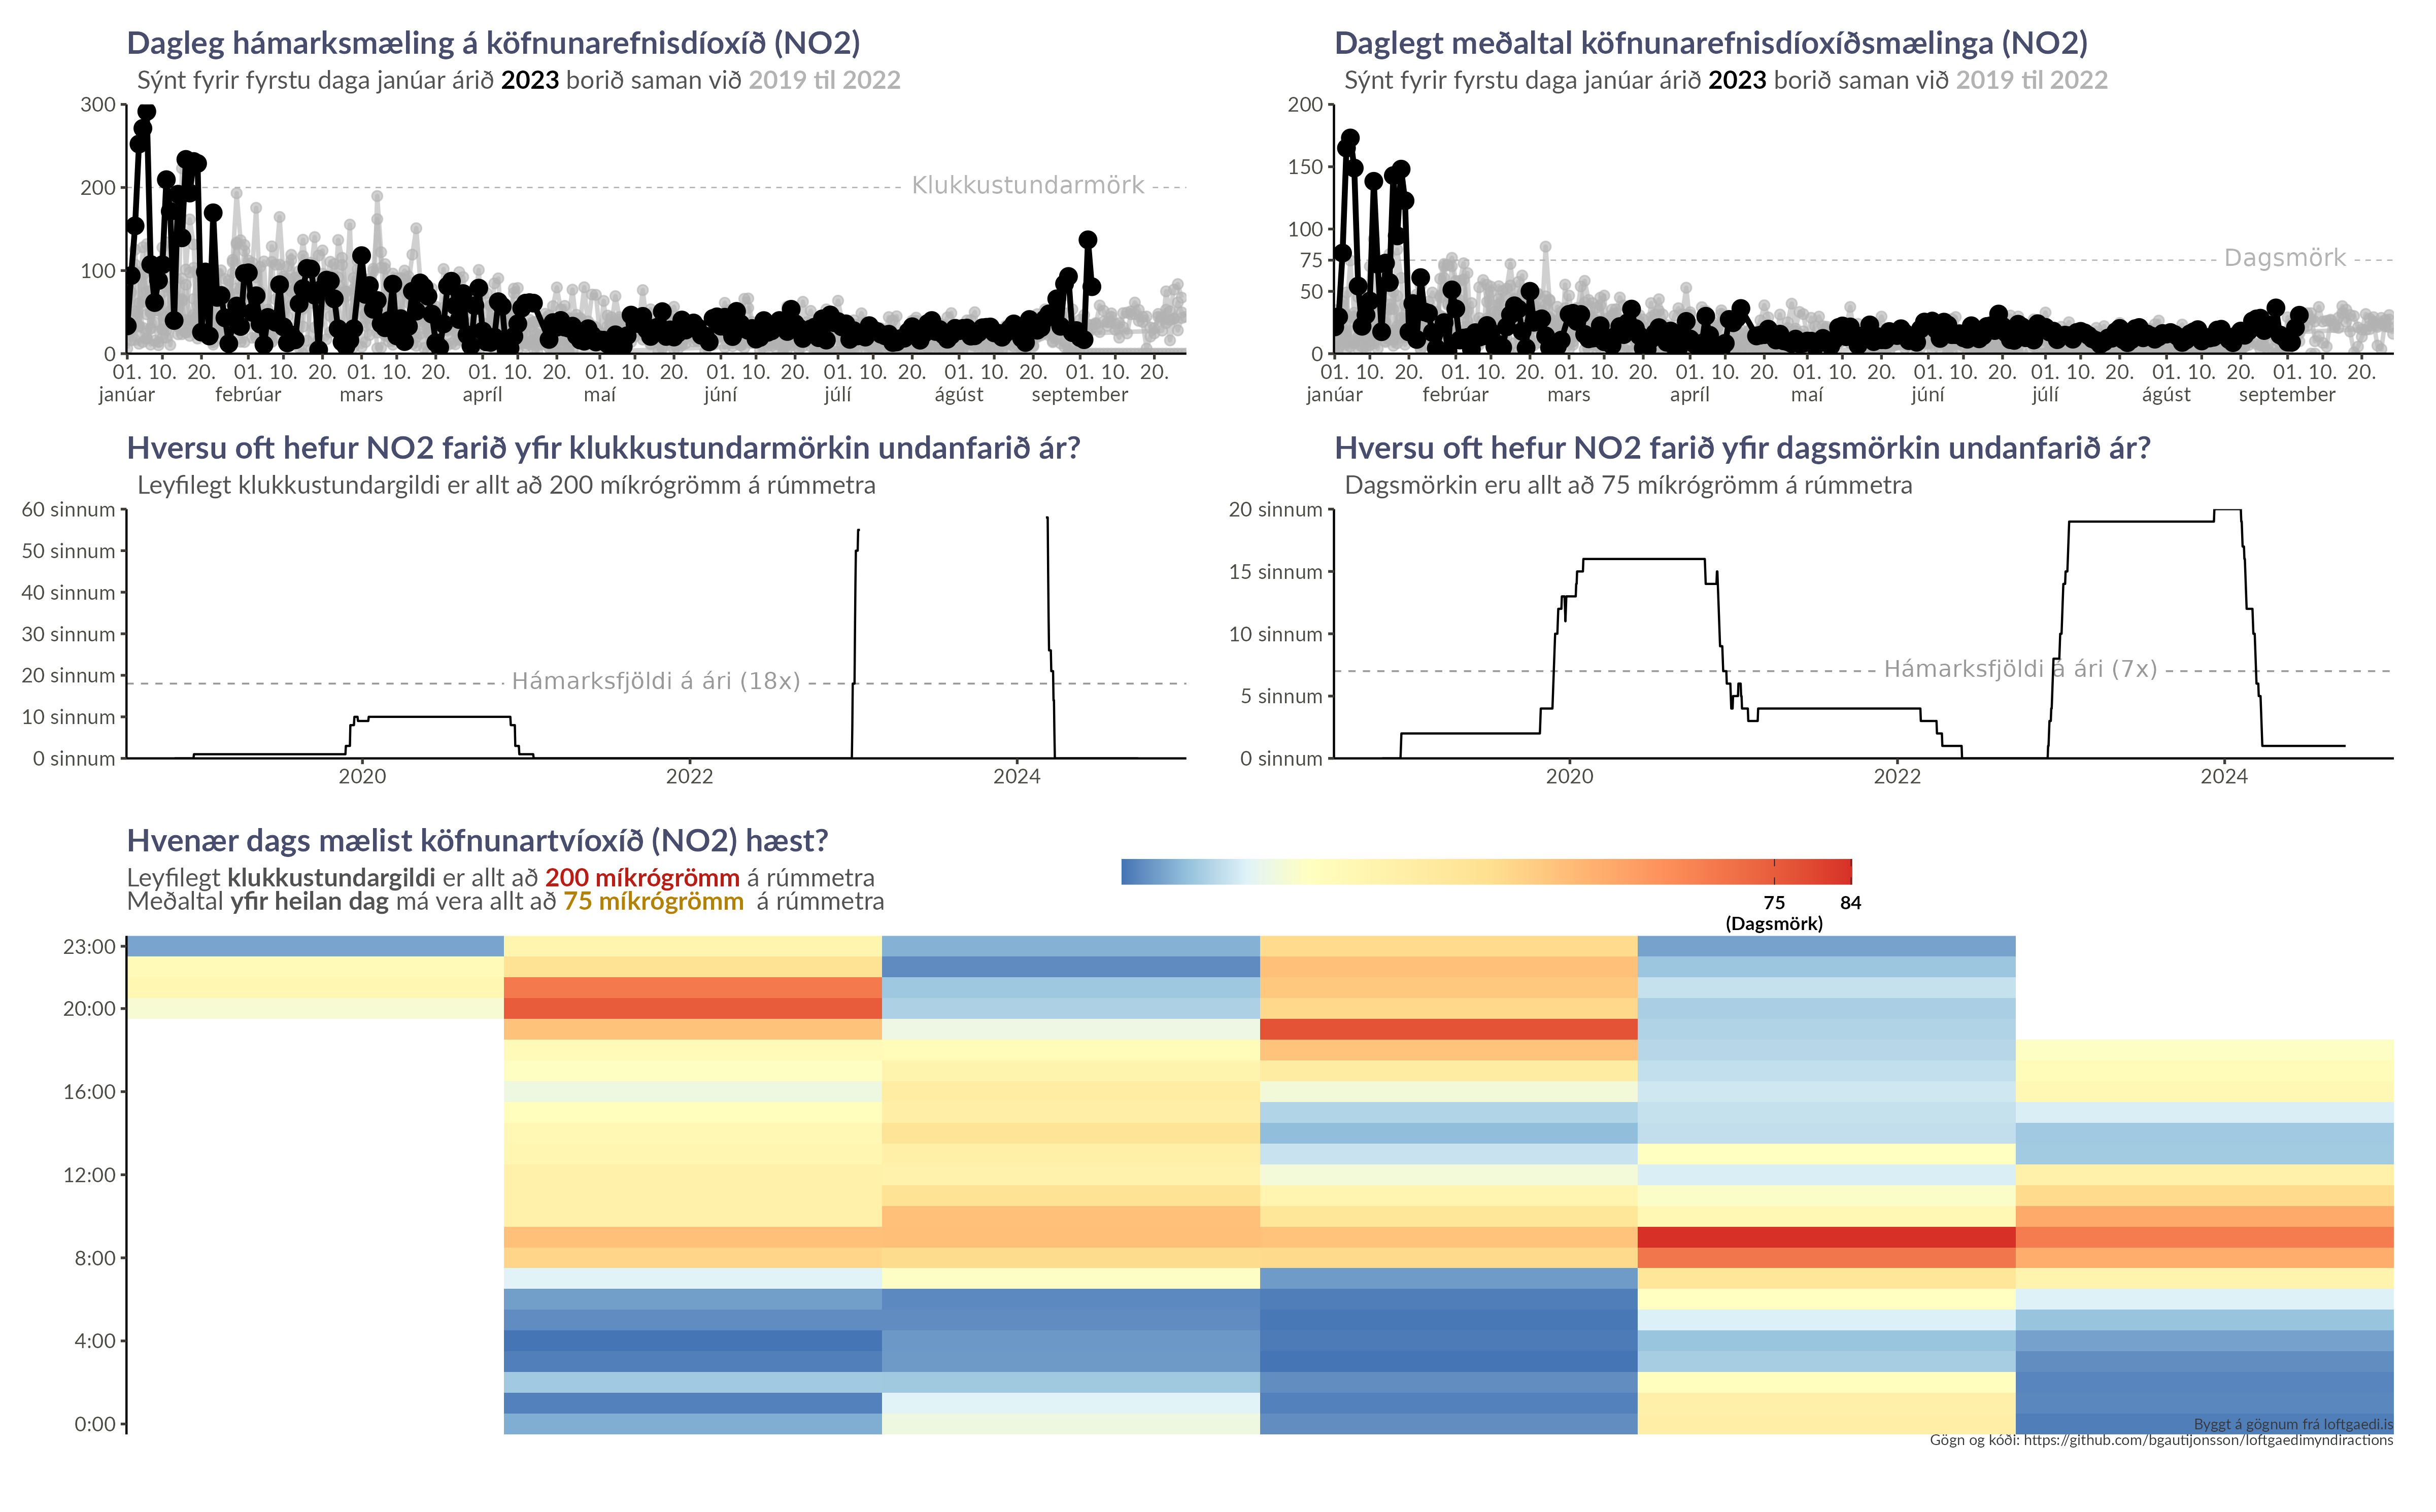 Dagleg hámarksmæling á köfnunarefnisdíoxíð (NO2)
Sýnt fyrir fyrstu daga janúar árið 2023 borið saman við 2019 til 2022
300
200
100
0
Klukkustundarmörk
01. 10. 20. 01. 10. 20. 01. 10. 20. 01. 10. 20. 01. 10. 20. 01. 10. 20. 01. 10. 20. 01. 10. 20. 01. 10. 20.
janúar febrúar mars apríl maí júní júlí ágúst september
Daglegt meðaltal köfnunarefnisdíoxíðsmælinga (NO2)
Sýnt fyrir fyrstu daga janúar árið 2023 borið saman við 2019 til 2022
200
150
100
75
50
0
Dagsmörk
01. 10. 20. 01. 10. 20. 01. 10. 20. 01. 10. 20. 01. 10. 20. 01. 10. 20. 01. 10. 20. 01. 10. 20. 01. 10. 20.
janúar febrúar mars apríl maí júní júlí ágúst september
Hversu oft hefur NO2 farið yfir klukkustundarmörkin undanfarið ár?
Leyfilegt klukkustundargildi er allt að 200 míkrógrömm á rúmmetra
60 sinnum
50 sinnum
40 sinnum
30 sinnum
20 sinnum
10 sinnum
0 sinnum
Hámarksfjöldi á ári (18x)
2020 2022 2024
Hversu oft hefur NO2 farið yfir dagsmörkin undanfarið ár?
Dagsmörkin eru allt að 75 míkrógrömm á rúmmetra
20 sinnum
15 sinnum
10 sinnum
5 sinnum
0 sinnum
Hámarksfjöldi á ári (7x)
2020 2022 2024
Hvenær dags mælist köfnunartvíoxíð (NO2) hæst?
Leyfilegt klukkustundargildi er allt að 200 míkrógrömm á rúmmetra
Meðaltal yfir heilan dag má vera allt að 75 míkrógrömm á rúmmetra
75 84
(Dagsmörk)
23:00
20:00
16:00
12:00
8:00
4:00
0:00
Byggt á gögnum frá loftgaedi.is
Gögn og kóði: https://github.com/bgautijonsson/loftgaedimyndiractions